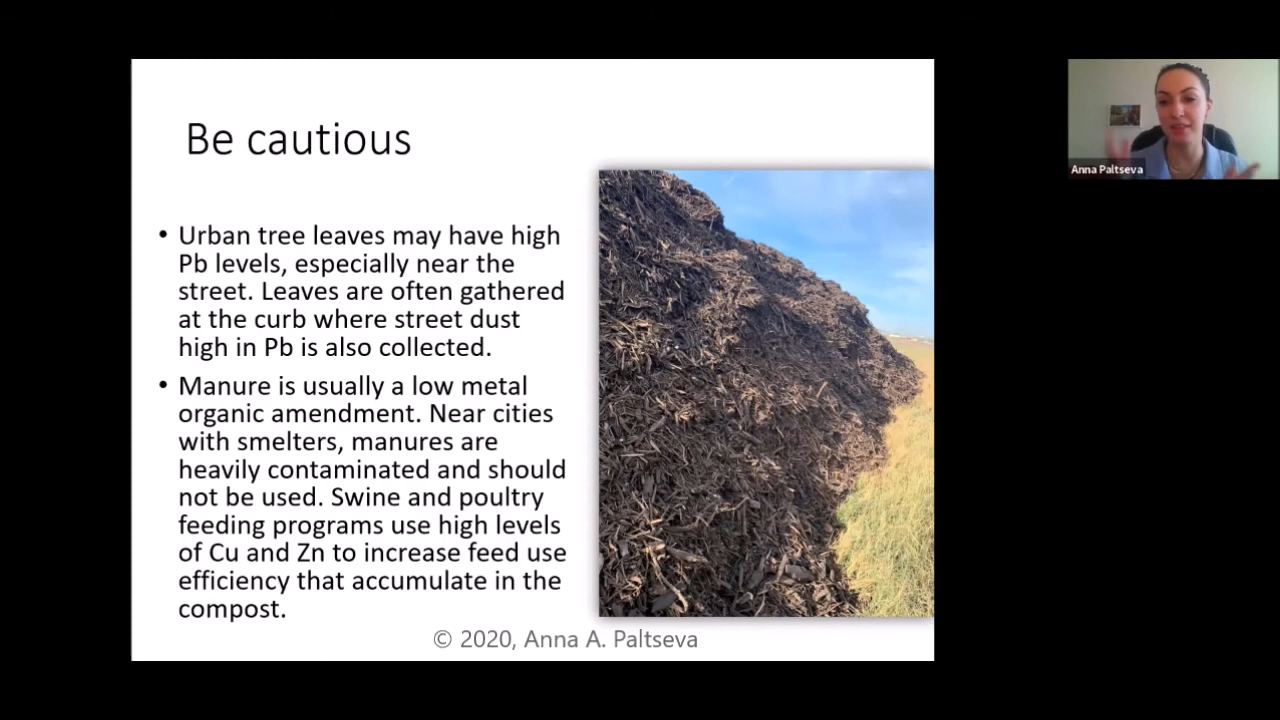 Be cautious
• Urban tree leaves may have high
Pb levels, especially near the
street. Leaves are often gathered
at the curb where street dust
high in Pb is also collected.
• Manure is usually a low metal
organic amendment. Near cities
with smelters, manures are
heavily contaminated and should
not be used. Swine and poultry
feeding programs use high levels
of Cu and Zn to increase feed use
efficiency that accumulate in the
compost.
© 2020, Anna A. Paltseva
Anna Paltseva